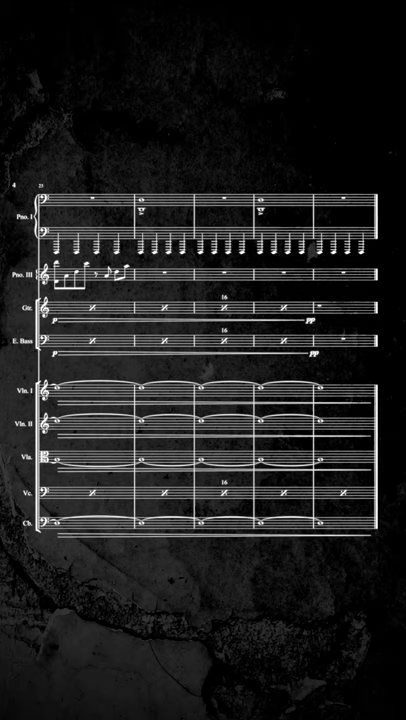 4
23
Pno. I
Pno. III
16
Gtr.
p
pp
16
E. Bass
p
pp
Vln. I
Vln. II
Vla.
16
Vc.
Cb.